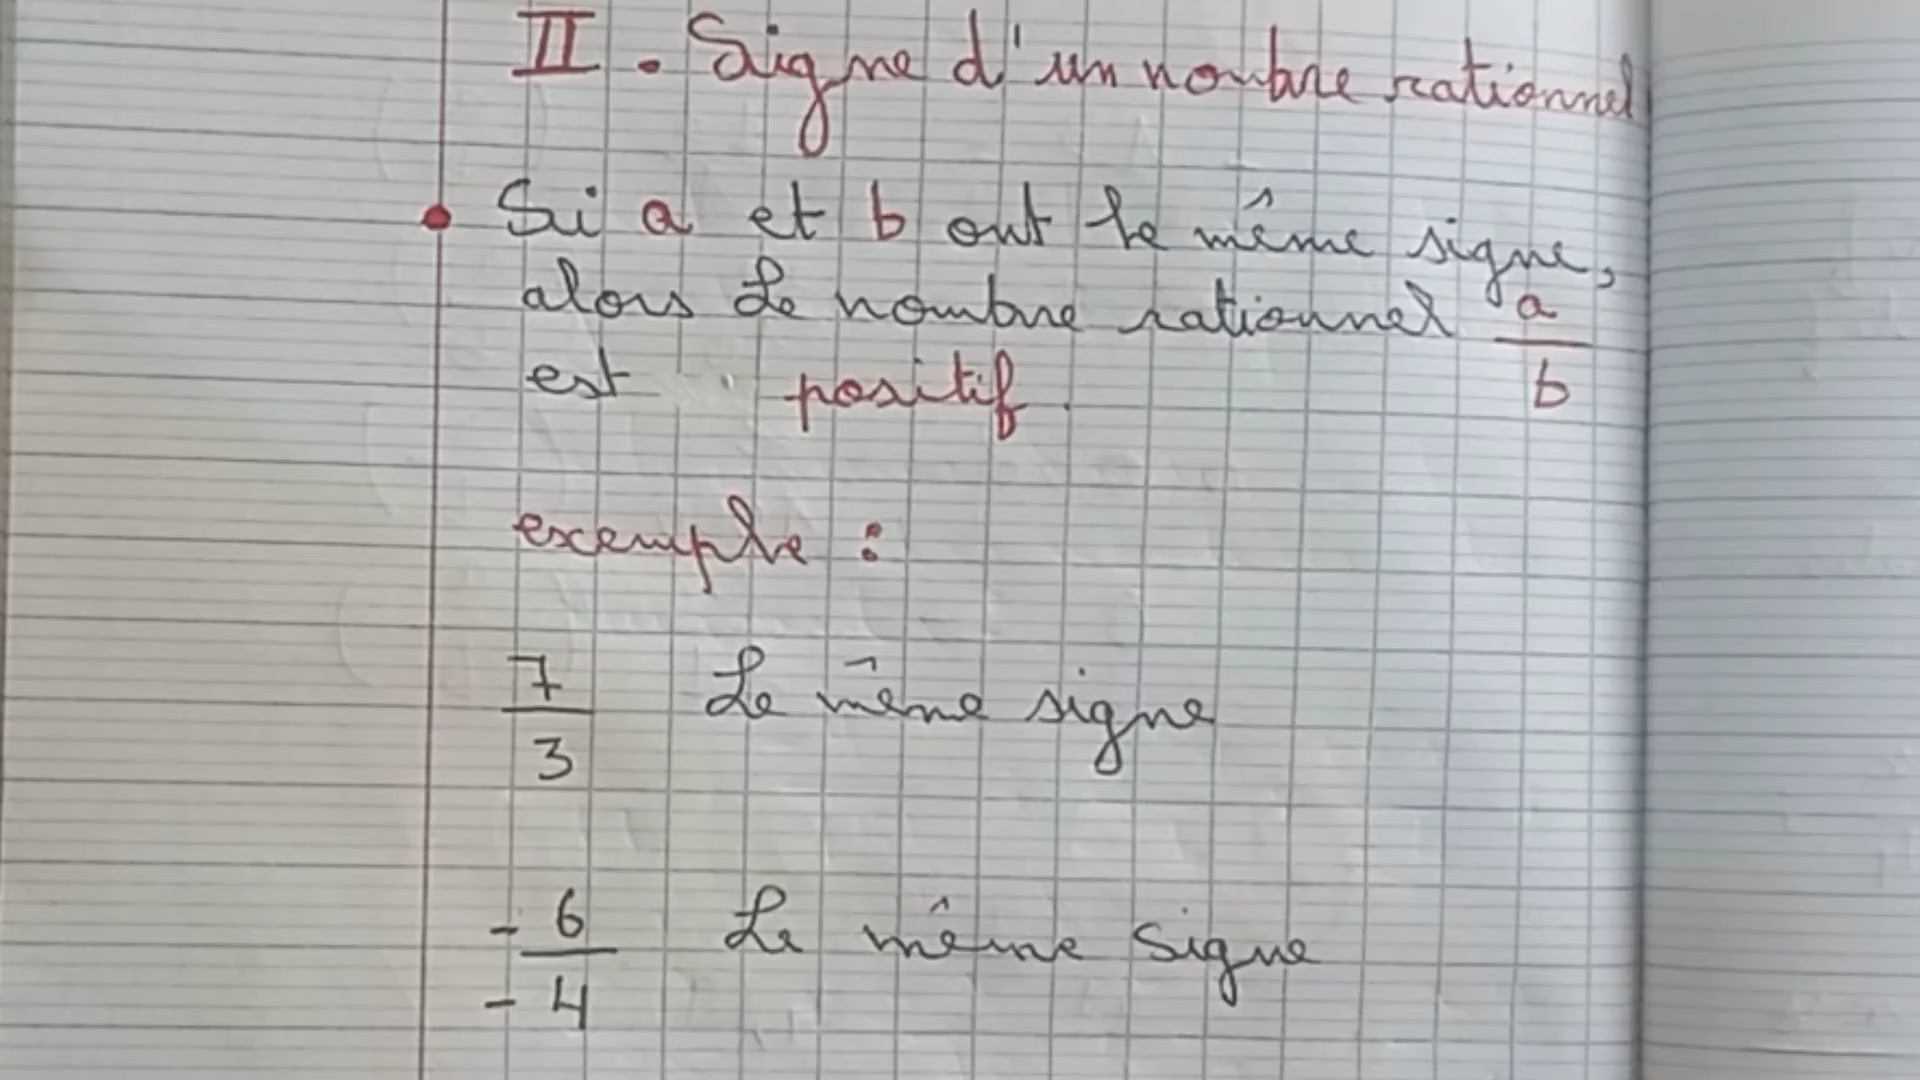 II. Signe d'un nombre rationnel
• Si a et b ont le même signe,
alors le nombre rationnel a/b
est positif.
exemple :
7/3 Le même signe
-6/-4 Le même signe